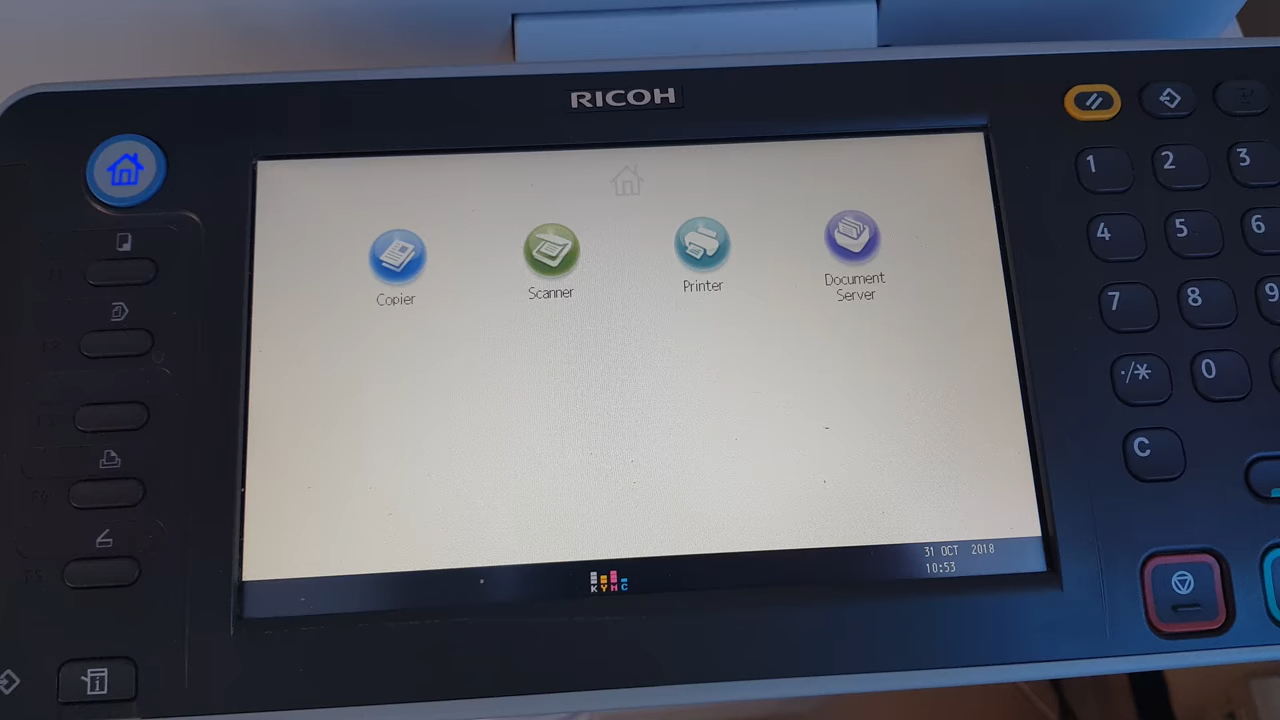 RICOH
1
2
3
Copier
Scanner
Printer
Document
Server
4
5
6
7
8
9
./*
0
C
31 OCT 2018
10:53
K Y M C